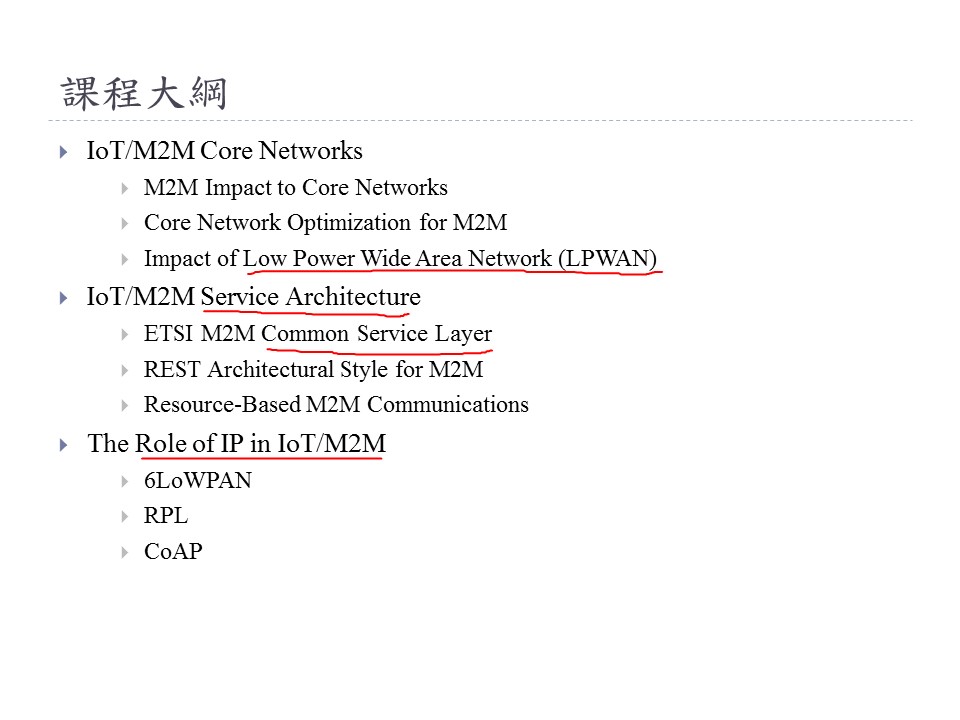 課程大綱
IoT/M2M Core Networks
M2M Impact to Core Networks
Core Network Optimization for M2M
Impact of Low Power Wide Area Network (LPWAN)
IoT/M2M Service Architecture
ETSI M2M Common Service Layer
REST Architectural Style for M2M
Resource-Based M2M Communications
The Role of IP in IoT/M2M
6LoWPAN
RPL
CoAP